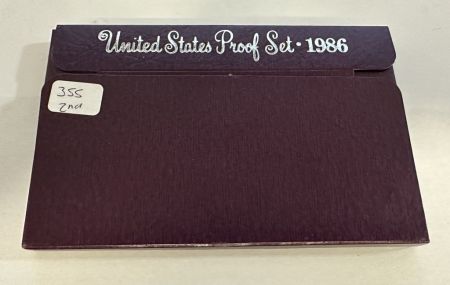 United States Proof Set · 1986
355
2nd